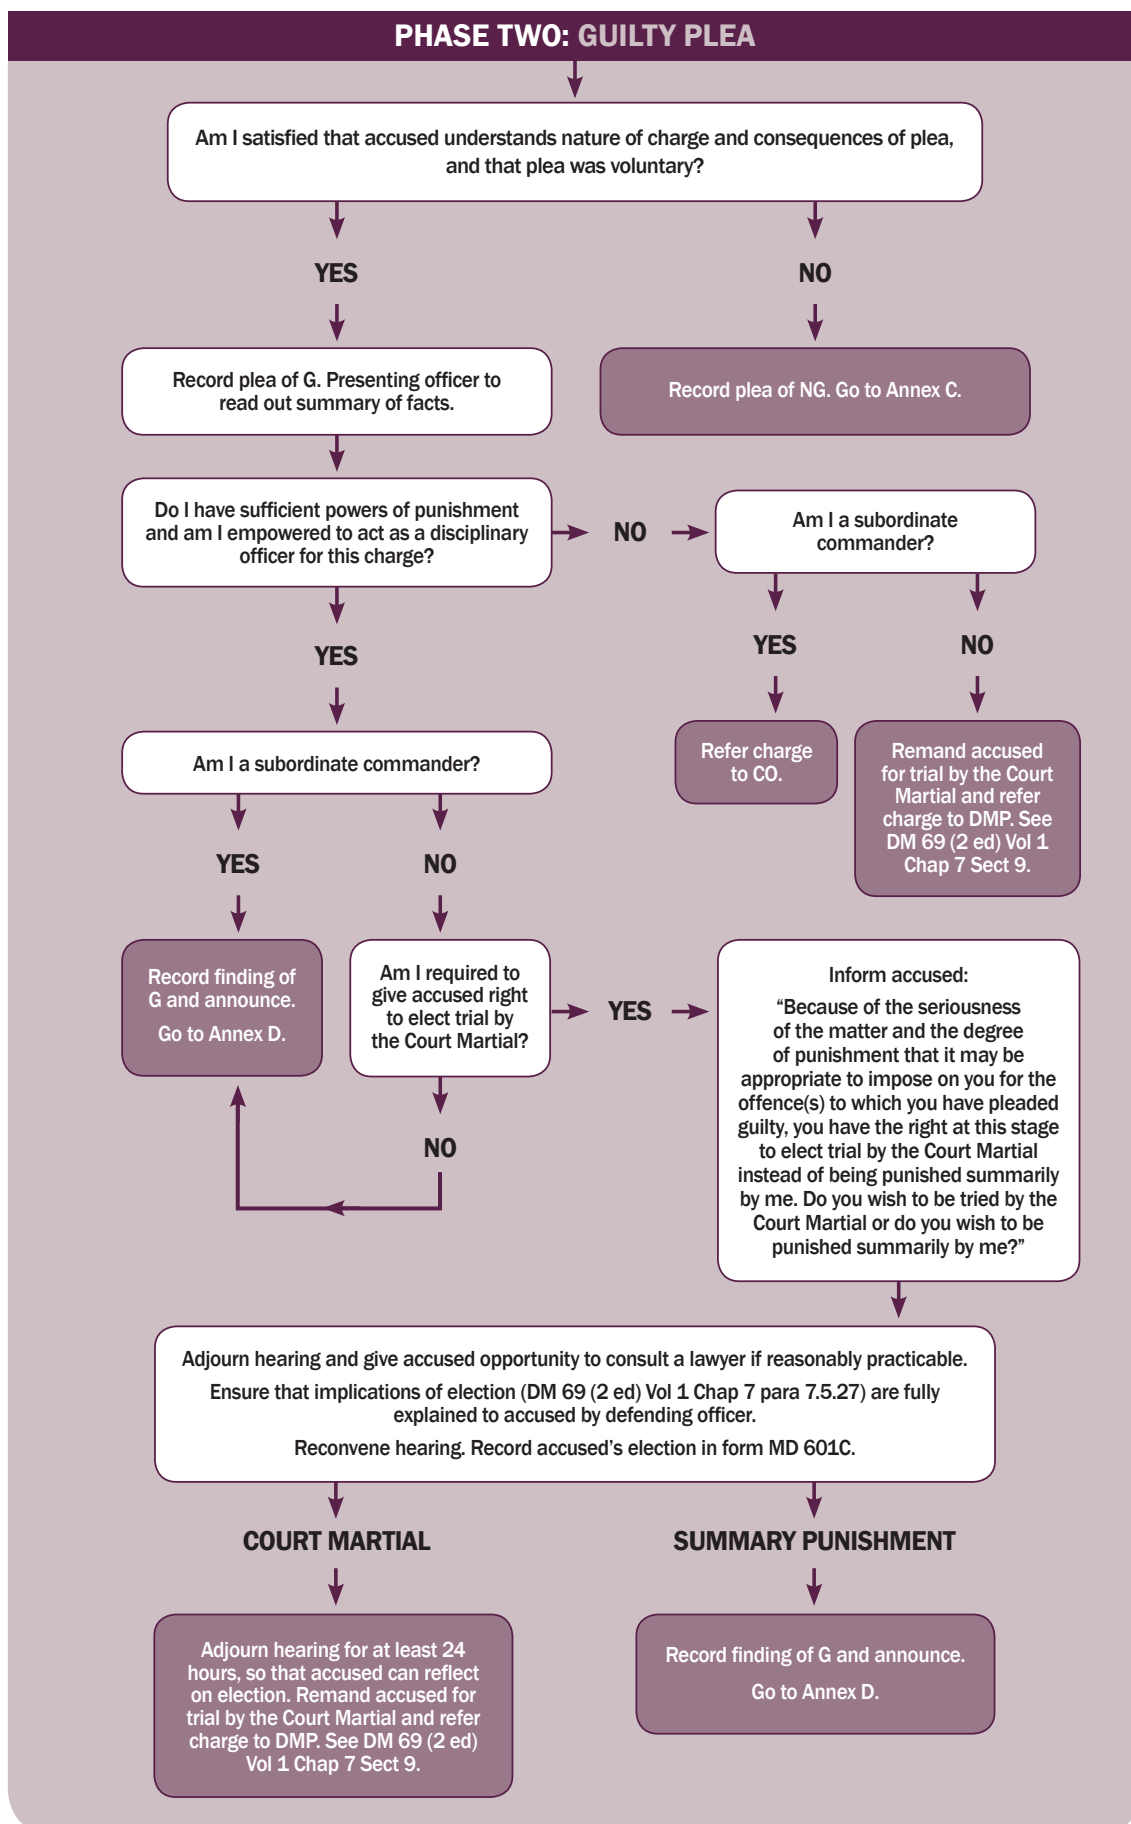 PHASE TWO: GUILTY PLEA
Am I satisfied that accused understands nature of charge and consequences of plea,
and that plea was voluntary?
YES
NO
Record plea of G. Presenting officer to
read out summary of facts.
Record plea of NG. Go to Annex C.
Do I have sufficient powers of punishment
and am I empowered to act as a disciplinary
officer for this charge?
NO
Am I a subordinate
commander?
YES
YES
NO
Am I a subordinate commander?
Refer charge
to CO.
Remand accused
for trial by the Court
Martial and refer
charge to DMP. See
DM 69 (2 ed) Vol 1
Chap 7 Sect 9.
YES
NO
Record finding of
G and announce.
Go to Annex D.
Am I required to
give accused right
to elect trial by
the Court Martial?
YES
Inform accused:
“Because of the seriousness
of the matter and the degree
of punishment that it may be
appropriate to impose on you for the
offence(s) to which you have pleaded
guilty, you have the right at this stage
to elect trial by the Court Martial
instead of being punished summarily
by me. Do you wish to be tried by the
Court Martial or do you wish to be
punished summarily by me?”
NO
Adjourn hearing and give accused opportunity to consult a lawyer if reasonably practicable.
Ensure that implications of election (DM 69 (2 ed) Vol 1 Chap 7 para 7.5.27) are fully
explained to accused by defending officer.
Reconvene hearing. Record accused’s election in form MD 601C.
COURT MARTIAL
SUMMARY PUNISHMENT
Adjourn hearing for at least 24
hours, so that accused can reflect
on election. Remand accused for
trial by the Court Martial and refer
charge to DMP. See DM 69 (2 ed)
Vol 1 Chap 7 Sect 9.
Record finding of G and announce.
Go to Annex D.